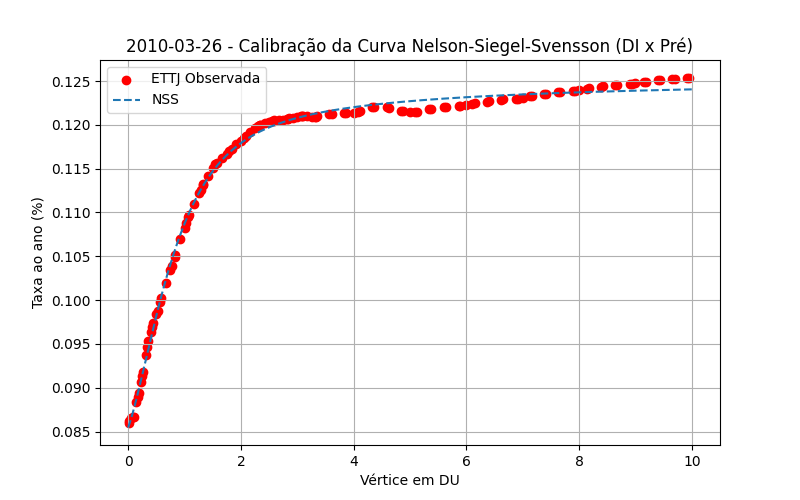 2010-03-26 - Calibração da Curva Nelson-Siegel-Svensson (DI x Pré)
ETTJ Observada
NSS
Taxa ao ano (%)
0.125
0.120
0.115
0.110
0.105
0.100
0.095
0.090
0.085
0 2 4 6 8 10
Vértice em DU